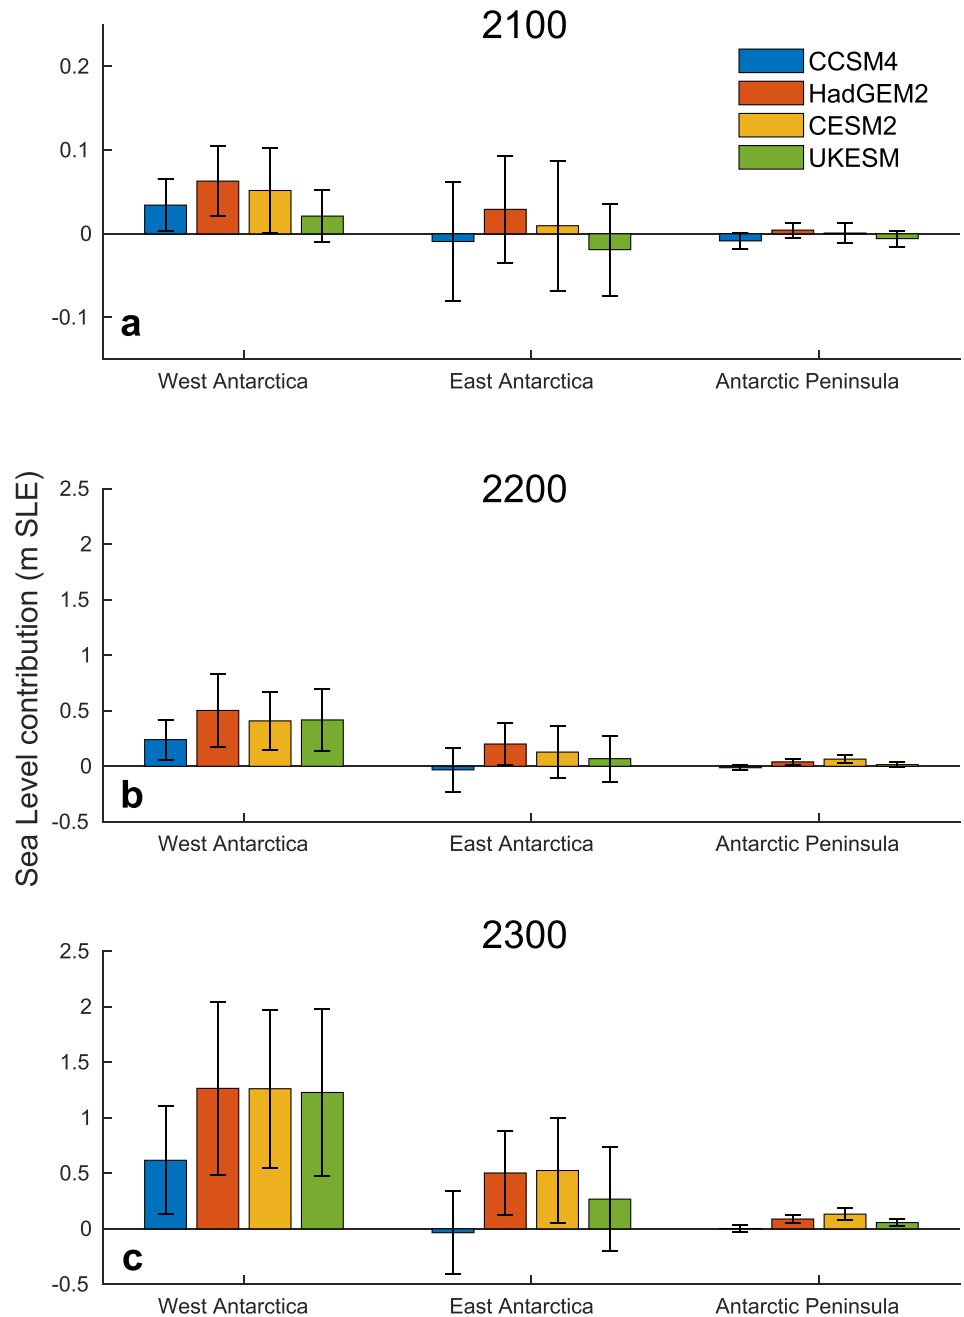 2100
CCSM4
HadGEM2
CESM2
UKESM
0.2
0.1
0
-0.1
a
West Antarctica East Antarctica Antarctic Peninsula
Sea Level contribution (m SLE)
2200
2.5
2
1.5
1
0.5
0
-0.5
b
West Antarctica East Antarctica Antarctic Peninsula
2300
2.5
2
1.5
1
0.5
0
-0.5
c
West Antarctica East Antarctica Antarctic Peninsula